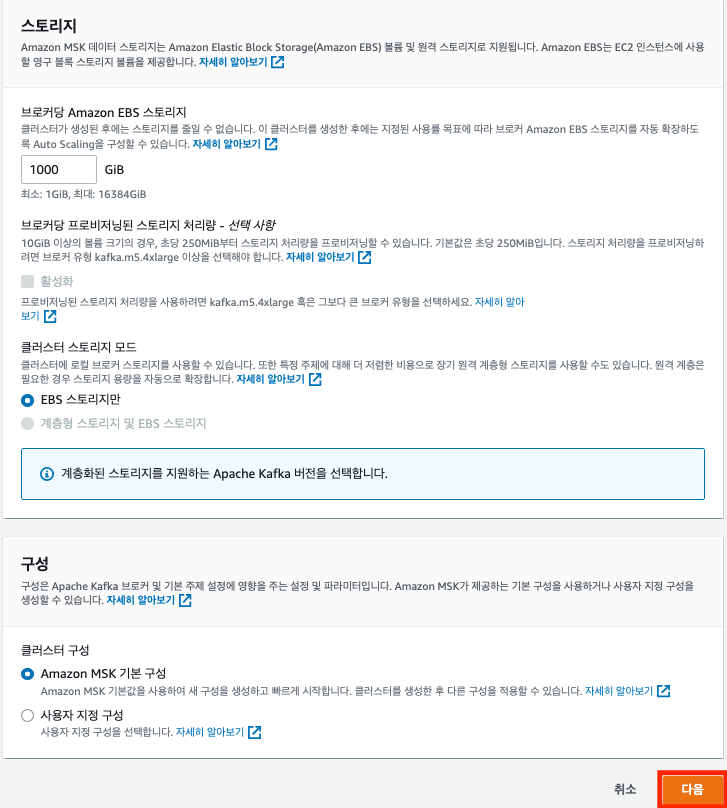 스토리지
Amazon MSK 데이터 스토리지는 Amazon Elastic Block Storage(Amazon EBS) 볼륨 및 원격 스토리지로 지원됩니다. Amazon EBS는 EC2 인스턴스에 사용
할 영구 블록 스토리지 볼륨을 제공합니다. 자세히 알아보기
브로커당 Amazon EBS 스토리지
클러스터가 생성된 후에는 스토리지를 줄일 수 없습니다. 이 클러스터를 생성한 후에는 지정된 사용률 목표에 따라 브로커 Amazon EBS 스토리지를 자동 확장하도
록 Auto Scaling을 구성할 수 있습니다. 자세히 알아보기
1000 GiB
최소: 1GiB, 최대: 16384GiB
브로커당 프로비저닝된 스토리지 처리량 - 선택 사항
10GiB 이상의 볼륨 크기의 경우, 초당 250MiB부터 스토리지 처리량을 프로비저닝할 수 있습니다. 기본값은 초당 250MiB입니다. 스토리지 처리량을 프로비저닝하
려면 브로커 유형 kafka.m5.4xlarge 이상을 선택해야 합니다. 자세히 알아보기
활성화
프로비저닝된 스토리지 처리량을 사용하려면 kafka.m5.4xlarge 혹은 그보다 큰 브로커 유형을 선택하세요. 자세히 알아
보기
클러스터 스토리지 모드
클러스터에 로컬 브로커 스토리지를 사용할 수 있습니다. 또한 특정 주제에 대해 더 저렴한 비용으로 장기 원격 계층형 스토리지를 사용할 수도 있습니다. 원격 계층은
필요한 경우 스토리지 용량을 자동으로 확장합니다. 자세히 알아보기
EBS 스토리지만
계층형 스토리지 및 EBS 스토리지
계층화된 스토리지를 지원하는 Apache Kafka 버전을 선택합니다.
구성
구성은 Apache Kafka 브로커 및 기본 주제 설정에 영향을 주는 설정 및 파라미터입니다. Amazon MSK가 제공하는 기본 구성을 사용하거나 사용자 지정 구성을
생성할 수 있습니다. 자세히 알아보기
클러스터 구성
Amazon MSK 기본 구성
Amazon MSK 기본값을 사용하여 새 구성을 생성하고 빠르게 시작합니다. 클러스터를 생성한 후 다른 구성을 적용할 수 있습니다. 자세히 알아보기
사용자 지정 구성
사용자 지정 구성을 선택합니다. 자세히 알아보기
취소 다음